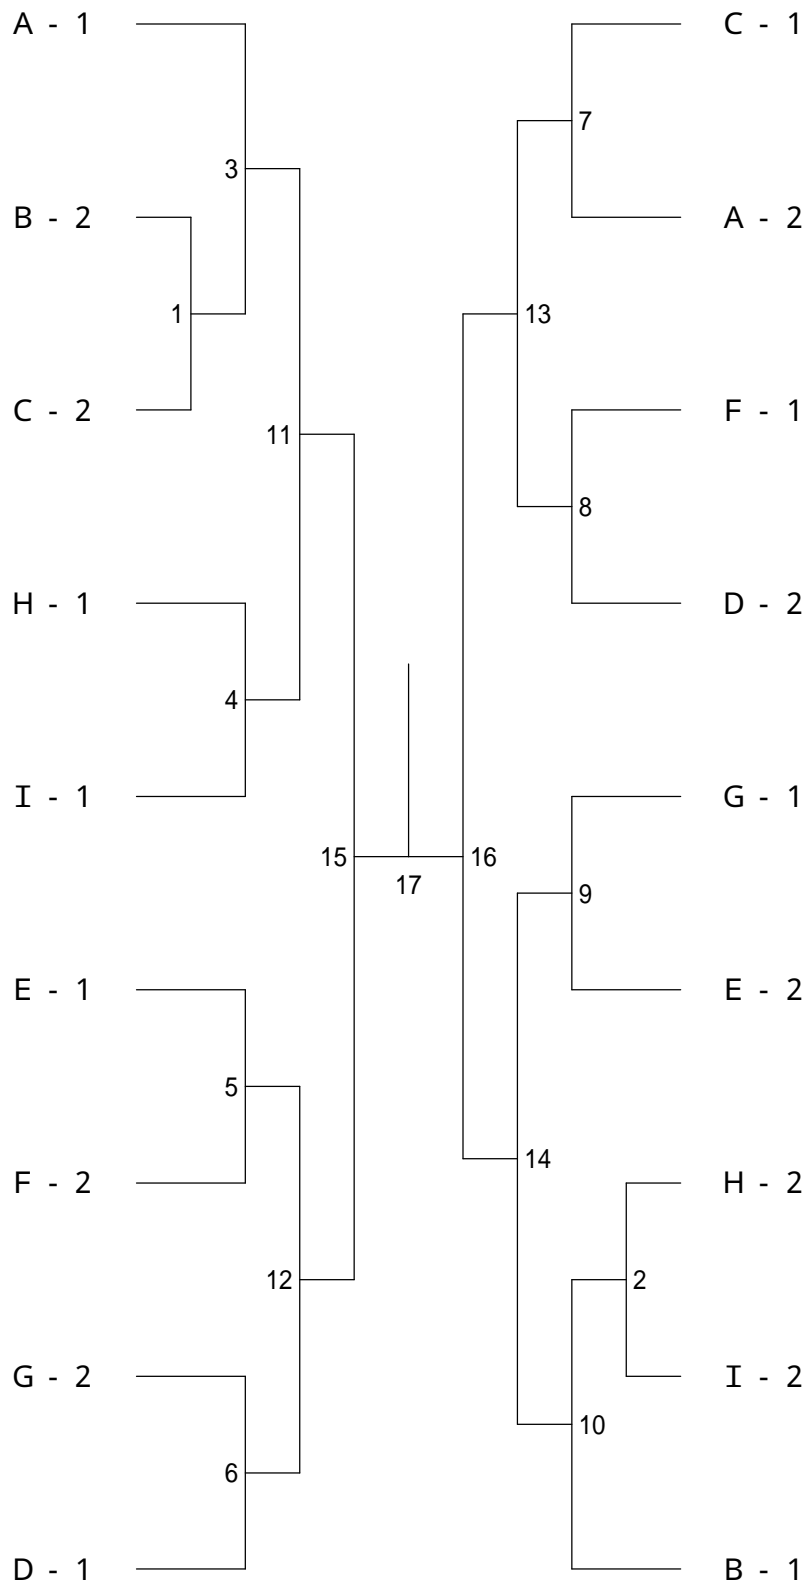 A - 1
C - 1
7
3
B - 2
A - 2
1
13
C - 2
F - 1
11
8
H - 1
D - 2
4
I - 1
G - 1
15
16
17
9
E - 1
E - 2
5
14
F - 2
H - 2
12
2
G - 2
I - 2
10
6
D - 1
B - 1